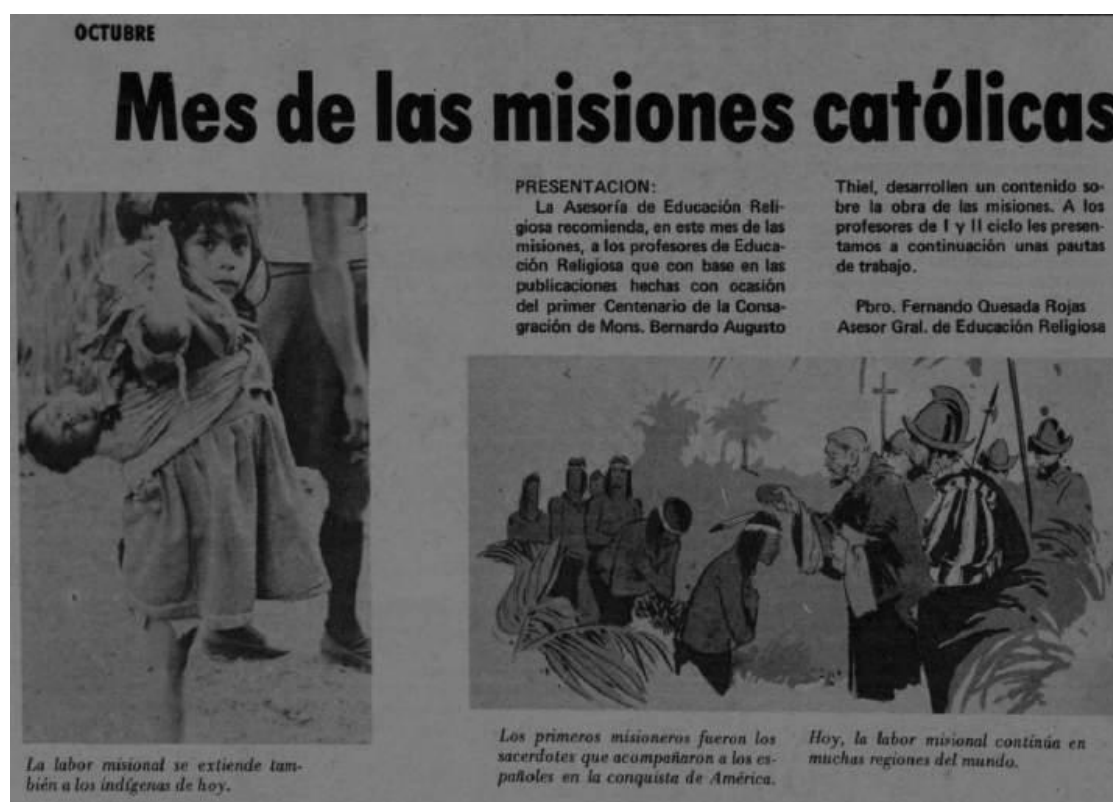 OCTUBRE
Mes de las misiones católicas
PRESENTACION:
La Asesoría de Educación Reli-
giosa recomienda, en este mes de las
misiones, a los profesores de Educa-
ción Religiosa que con base en las
publicaciones hechas con ocasión
del primer Centenario de la Consa-
gración de Mons. Bernardo Augusto
Thiel, desarrollen un contenido so-
bre la obra de las misiones. A los
profesores de I y II ciclo les presen-
tamos a continuación unas pautas
de trabajo.
Pbro. Fernando Quesada Rojas
Asesor Gral. de Educación Religiosa
La labor misional se extiende tam-
bién a los indígenas de hoy.
Los primeros misioneros fueron los
sacerdotes que acompañaron a los es-
pañoles en la conquista de América.
Hoy, la labor misional continúa en
muchas regiones del mundo.